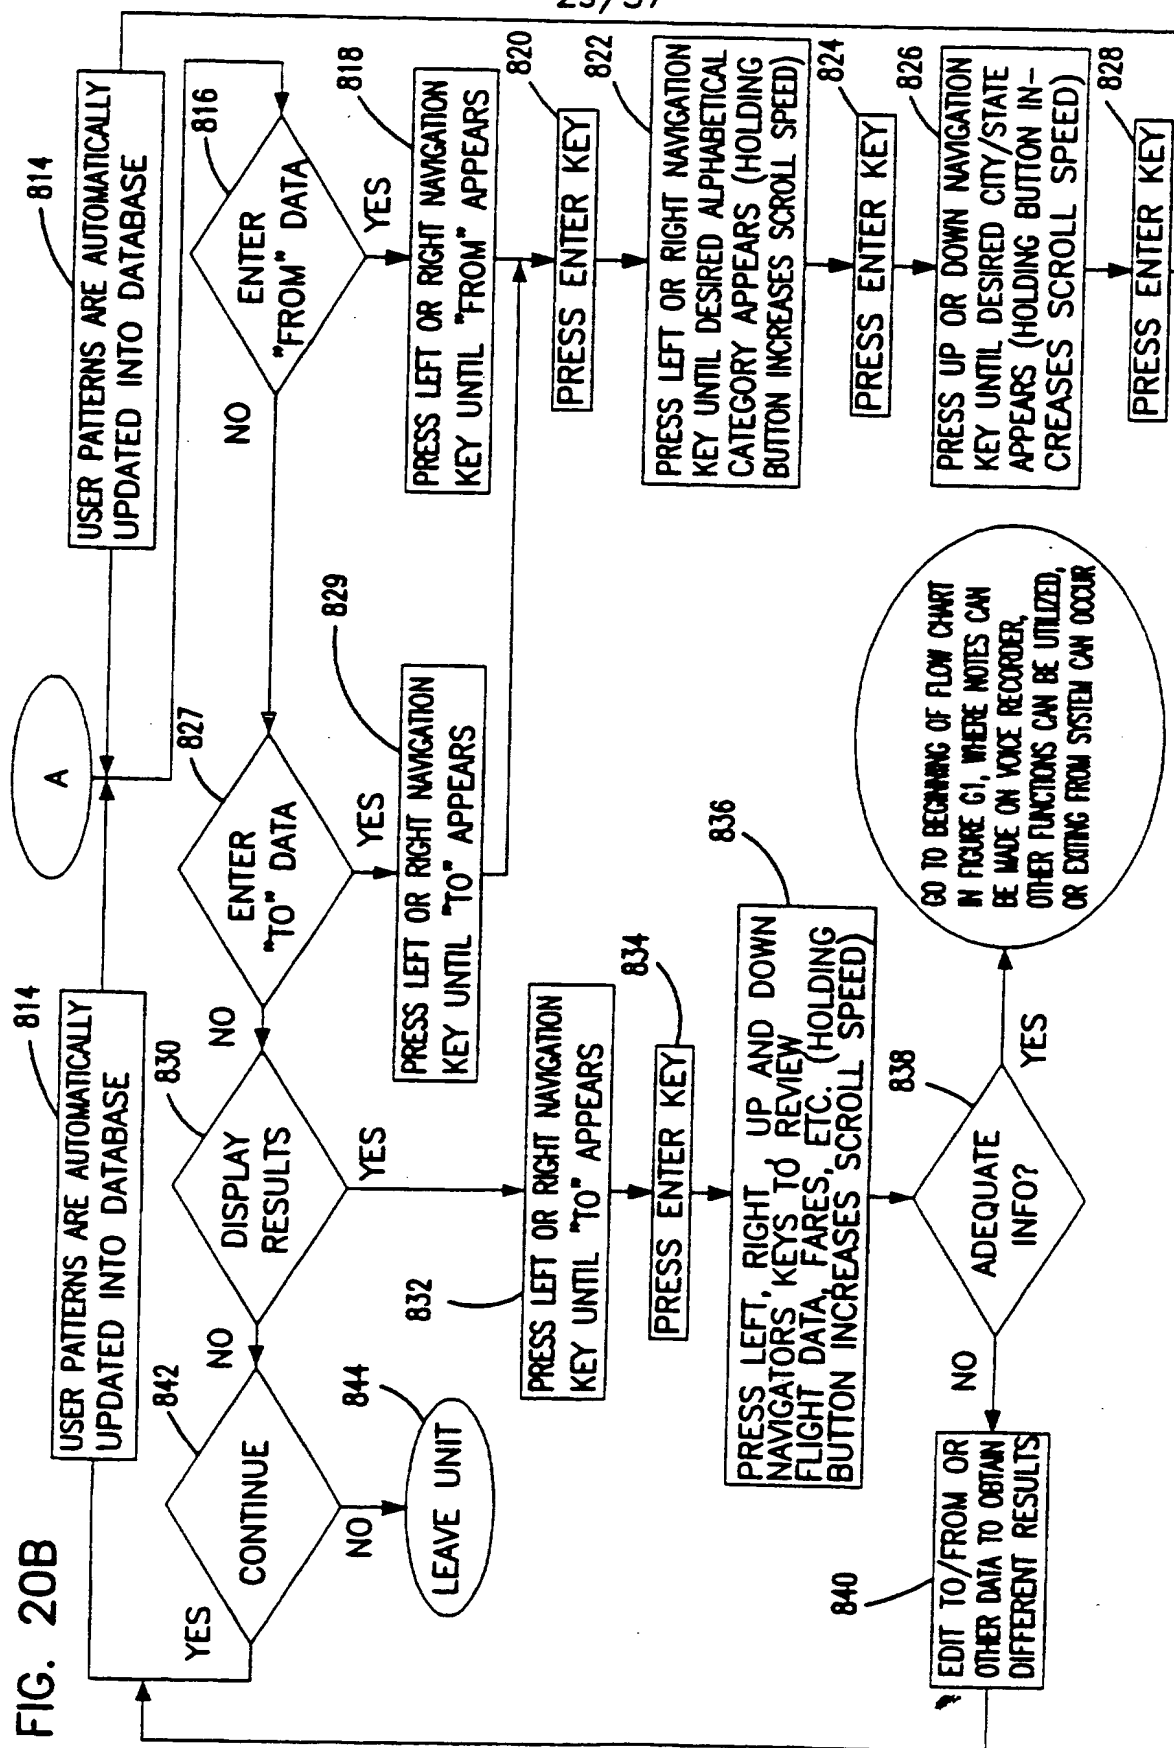 23/37
FIG. 20B
A
814
USER PATTERNS ARE AUTOMATICALLY
UPDATED INTO DATABASE
814
USER PATTERNS ARE AUTOMATICALLY
UPDATED INTO DATABASE
YES
842
CONTINUE
NO
844
LEAVE UNIT
NO
830
DISPLAY
RESULTS
YES
NO
827
ENTER
"TO" DATA
YES
NO
816
ENTER
"FROM" DATA
YES
818
PRESS LEFT OR RIGHT NAVIGATION
KEY UNTIL "FROM" APPEARS
829
PRESS LEFT OR RIGHT NAVIGATION
KEY UNTIL "TO" APPEARS
820
PRESS ENTER KEY
822
PRESS LEFT OR RIGHT NAVIGATION
KEY UNTIL DESIRED ALPHABETICAL
CATEGORY APPEARS (HOLDING
BUTTON INCREASES SCROLL SPEED)
824
PRESS ENTER KEY
826
PRESS UP OR DOWN NAVIGATION
KEY UNTIL DESIRED CITY/STATE
APPEARS (HOLDING BUTTON IN-
CREASES SCROLL SPEED)
828
PRESS ENTER KEY
832
PRESS LEFT OR RIGHT NAVIGATION
KEY UNTIL "TO" APPEARS
834
PRESS ENTER KEY
836
PRESS LEFT, RIGHT, UP AND DOWN
NAVIGATORS KEYS TO REVIEW
FLIGHT DATA, FARES, ETC. (HOLDING
BUTTON INCREASES SCROLL SPEED)
838
ADEQUATE
INFO?
YES
NO
GO TO BEGINNING OF FLOW CHART
IN FIGURE G1, WHERE NOTES CAN
BE MADE ON VOICE RECORDER,
OTHER FUNCTIONS CAN BE UTILIZED,
OR EXITING FROM SYSTEM CAN OCCUR
840
EDIT TO/FROM OR
OTHER DATA TO OBTAIN
DIFFERENT RESULTS